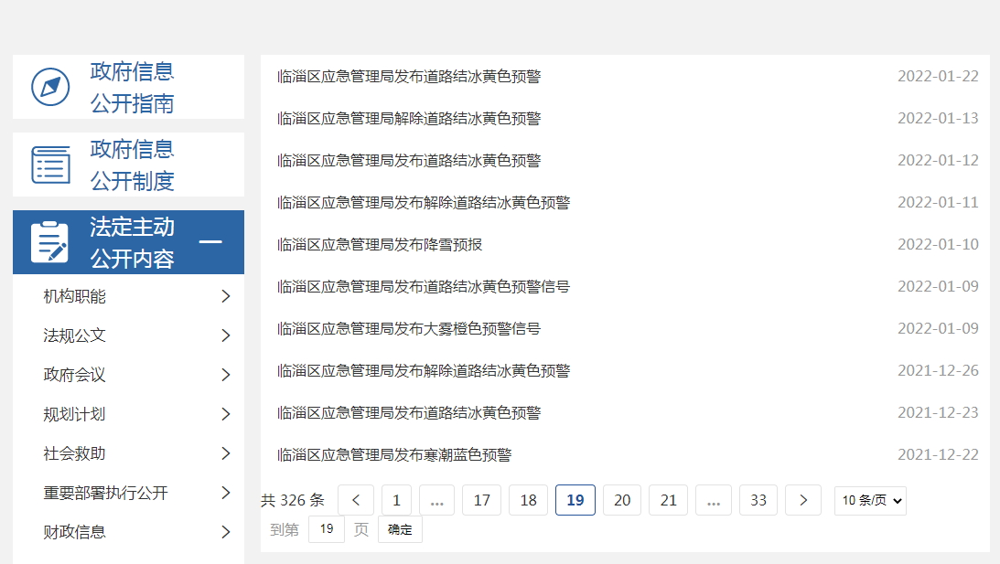 政府信息
公开指南
政府信息
公开制度
法定主动
公开内容
机构职能
法规公文
政府会议
规划计划
社会救助
重要部署执行公开
财政信息
临淄区应急管理局发布道路结冰黄色预警 2022-01-22
临淄区应急管理局解除道路结冰黄色预警 2022-01-13
临淄区应急管理局发布道路结冰黄色预警 2022-01-12
临淄区应急管理局发布解除道路结冰黄色预警 2022-01-11
临淄区应急管理局发布降雪预报 2022-01-10
临淄区应急管理局发布道路结冰黄色预警信号 2022-01-09
临淄区应急管理局发布大雾橙色预警信号 2022-01-09
临淄区应急管理局发布解除道路结冰黄色预警 2021-12-26
临淄区应急管理局发布道路结冰黄色预警 2021-12-23
临淄区应急管理局发布寒潮蓝色预警 2021-12-22
共 326 条 1 … 17 18 19 20 21 … 33 10 条/页
到第 19 页 确定